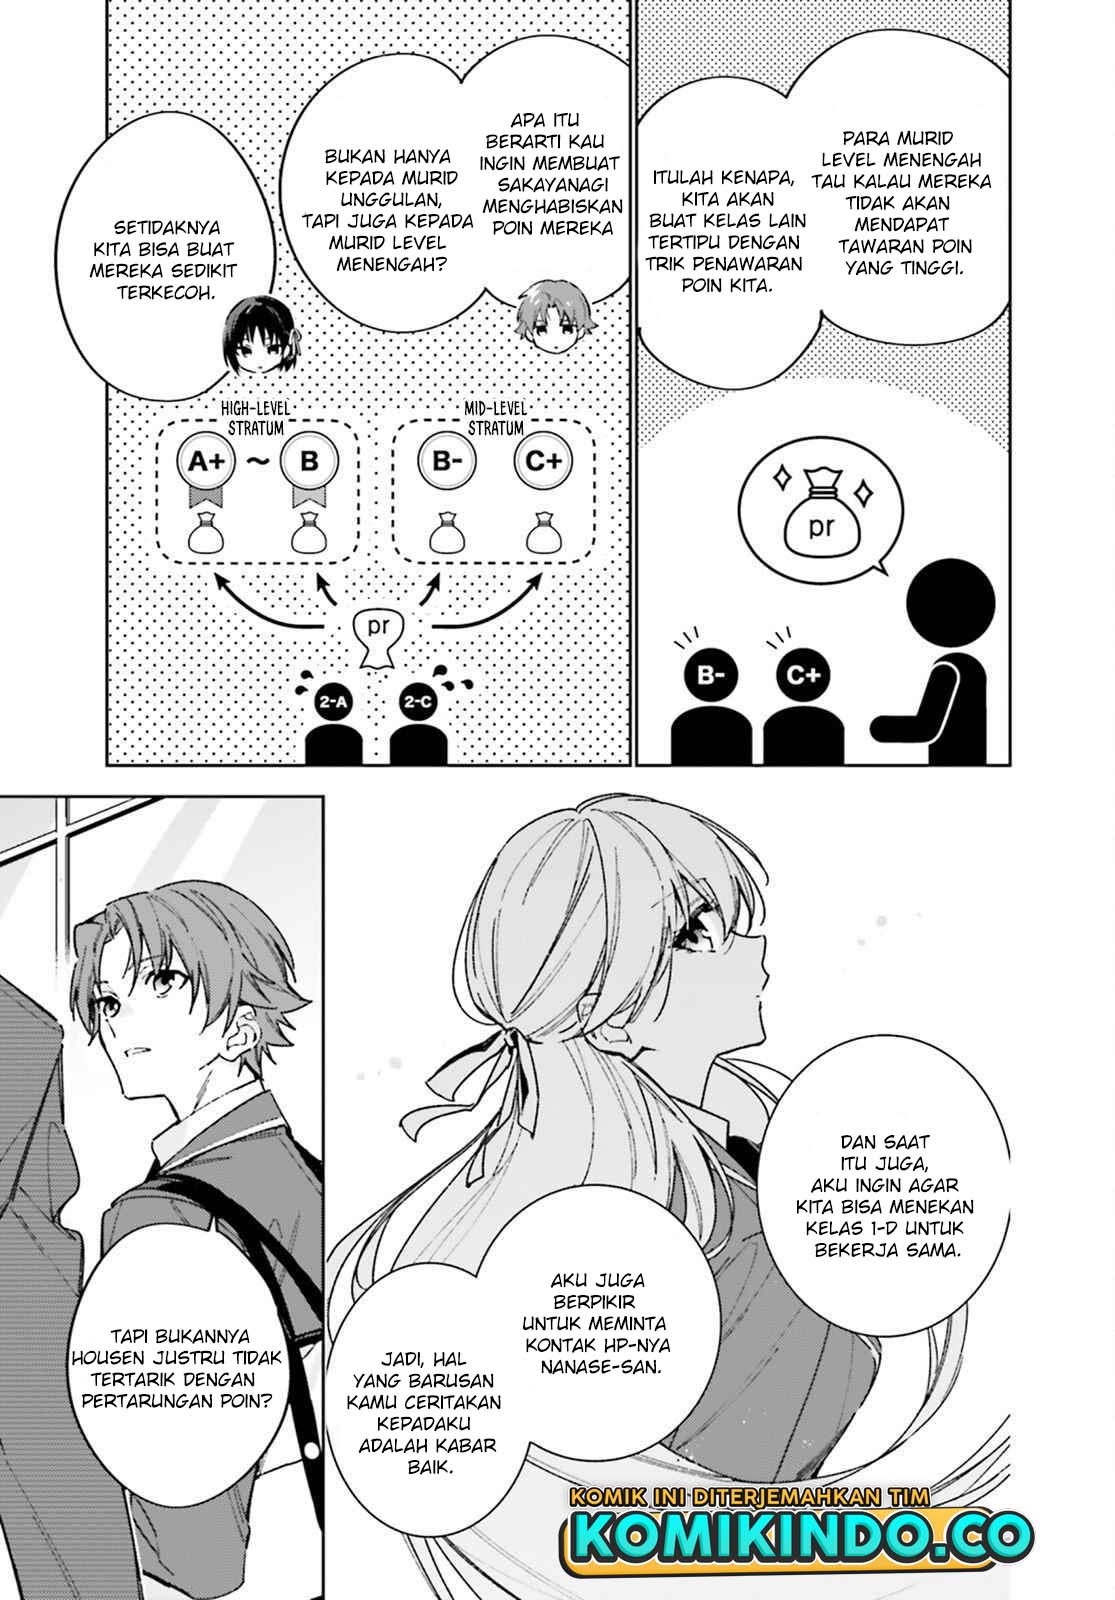 PARA MURID
LEVEL MENENGAH
TAU KALAU MEREKA
TIDAK AKAN
MENDAPAT
TAWARAN POIN
YANG TINGGI.
ITULAH KENAPA,
KITA AKAN
BUAT KELAS LAIN
TERTIPU DENGAN
TRIK PENAWARAN
POIN KITA.
pr
B-
C+
APA ITU
BERARTI KAU
INGIN MEMBUAT
SAKAYANAGI
MENGHABISKAN
POIN MEREKA
BUKAN HANYA
KEPADA MURID
UNGGULAN,
TAPI JUGA KEPADA
MURID LEVEL
MENENGAH?
SETIDAKNYA
KITA BISA BUAT
MEREKA SEDIKIT
TERKECOH.
HIGH-LEVEL
STRATUM
A+ ~ B
MID-LEVEL
STRATUM
B-
C+
pr
2-A
2-C
DAN SAAT
ITU JUGA,
AKU INGIN AGAR
KITA BISA MENEKAN
KELAS 1-D UNTUK
BEKERJA SAMA.
AKU JUGA
BERPIKIR
UNTUK MEMINTA
KONTAK HP-NYA
NANASE-SAN.
JADI, HAL
YANG BARUSAN
KAMU CERITAKAN
KEPADAKU
ADALAH KABAR
BAIK.
TAPI BUKANNYA
HOUSEN JUSTRU TIDAK
TERTARIK DENGAN
PERTARUNGAN POIN?
KOMIK INI DITERJEMAHKAN TIM
KOMIKINDO.CO